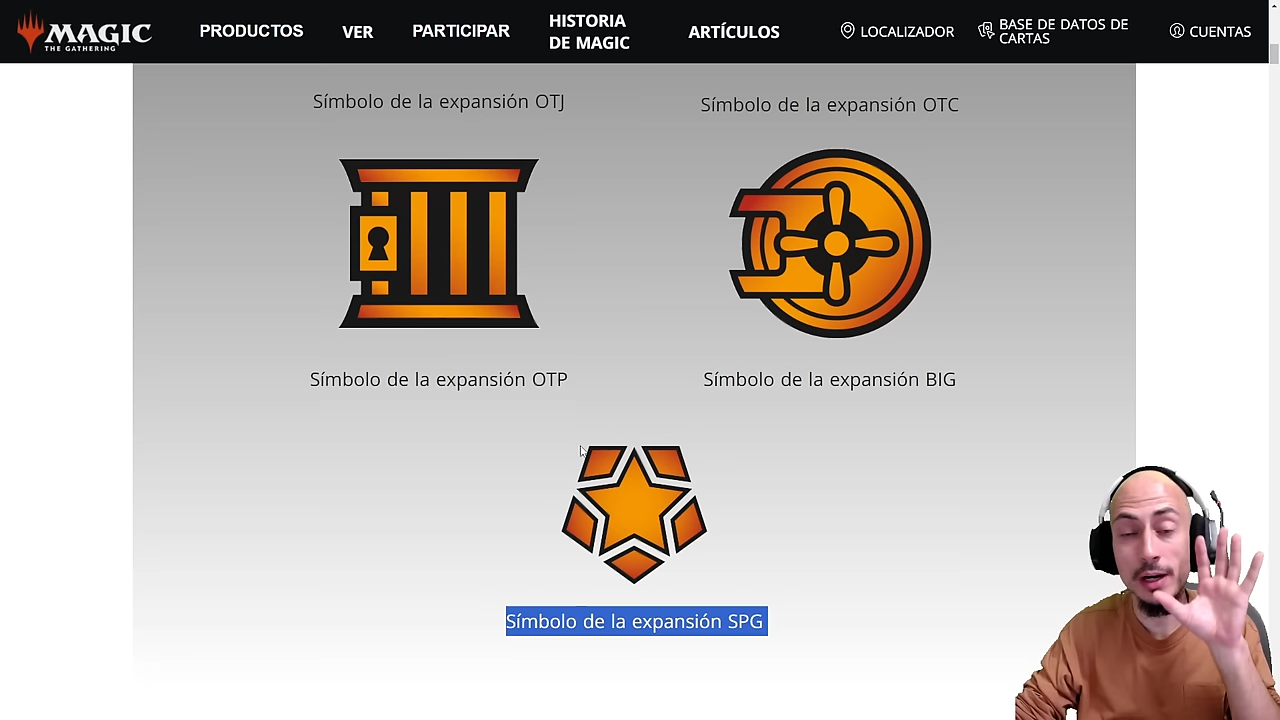 MAGIC
THE GATHERING
PRODUCTOS
VER
PARTICIPAR
HISTORIA
DE MAGIC
ARTÍCULOS
LOCALIZADOR
BASE DE DATOS DE
CARTAS
CUENTAS
Símbolo de la expansión OTJ
Símbolo de la expansión OTC
Símbolo de la expansión OTP
Símbolo de la expansión BIG
Símbolo de la expansión SPG